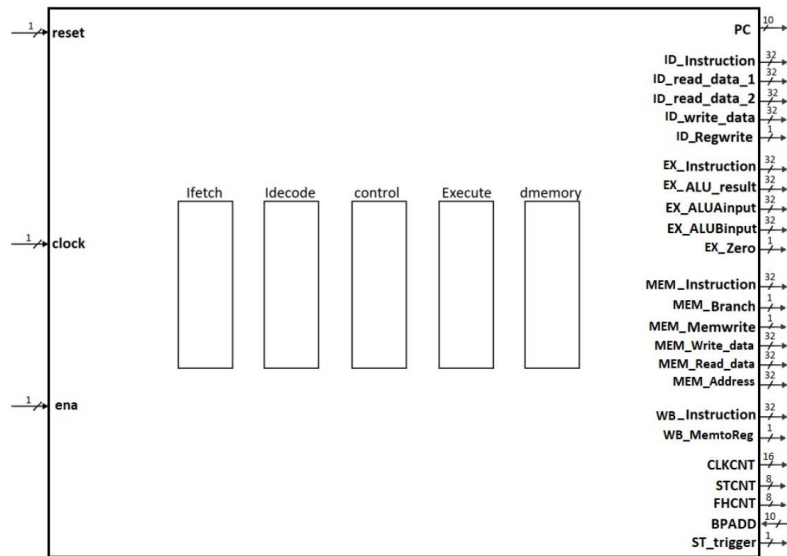 1 reset
1 clock
1 ena
Ifetch Idecode control Execute dmemory
PC 10
ID_Instruction 32
ID_read_data_1 32
ID_read_data_2 32
ID_write_data 32
ID_Regwrite 1
EX_Instruction 32
EX_ALU_result 32
EX_ALUAinput 32
EX_ALUBinput 32
EX_Zero 1
MEM_Instruction 32
MEM_Branch 1
MEM_Memwrite 1
MEM_Write_data 32
MEM_Read_data 32
MEM_Address 32
WB_Instruction 32
WB_MemtoReg 1
CLKCNT 16
STCNT 8
FHCNT 8
BPADD 10
ST_trigger 1